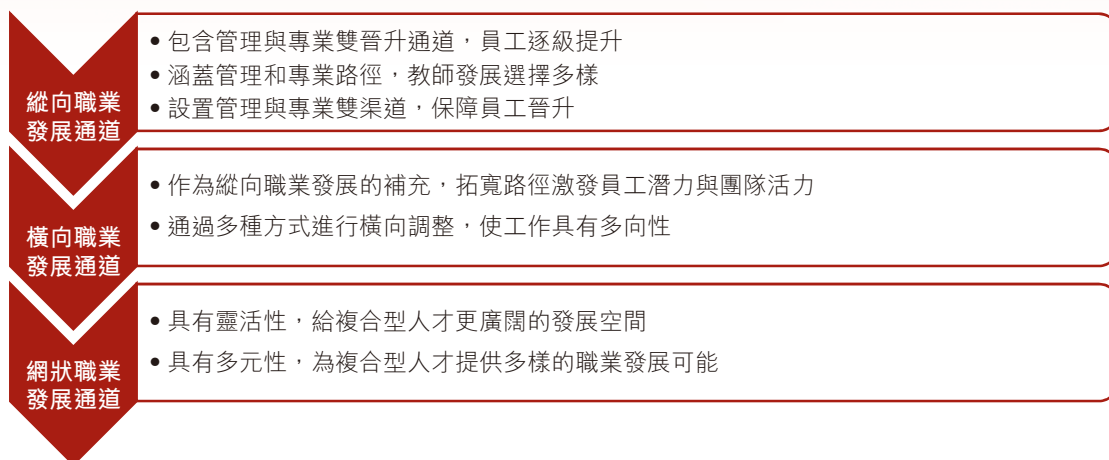 縱向職業
發展通道
• 包含管理與專業雙晉升通道，員工逐級提升
• 涵蓋管理和專業路徑，教師發展選擇多樣
• 設置管理與專業雙渠道，保障員工晉升
橫向職業
發展通道
• 作為縱向職業發展的補充，拓寬路徑激發員工潛力與團隊活力
• 通過多種方式進行橫向調整，使工作具有多向性
網狀職業
發展通道
• 具有靈活性，給複合型人才更廣闊的發展空間
• 具有多元性，為複合型人才提供多樣的職業發展可能